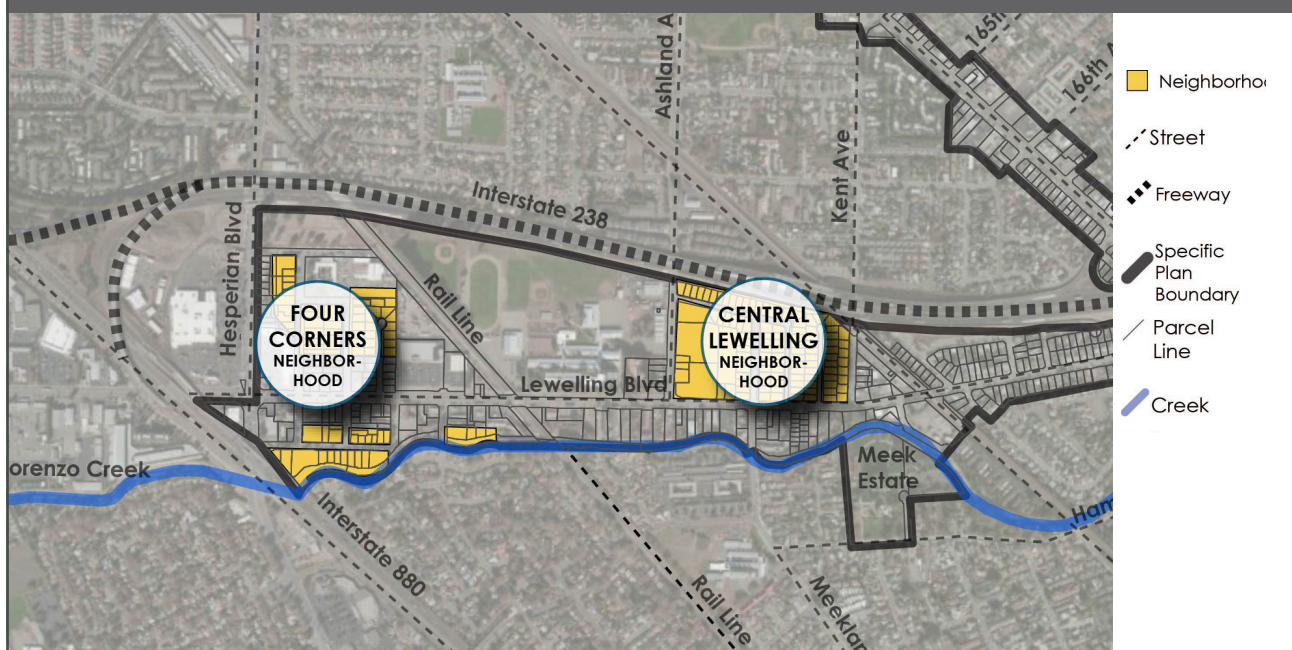 Ashland A
165th
166th A
Kent Ave
Interstate 238
Hesperian Blvd
Rail Line
FOUR
CORNERS
NEIGHBOR-
HOOD
CENTRAL
LEWELLING
NEIGHBOR-
HOOD
Lewelling Blvd
orenzo Creek
Meek
Estate
Interstate 880
Ham
Rail Line
Meeklan
Neighborhoo
Street
Freeway
Specific
Plan
Boundary
Parcel
Line
Creek